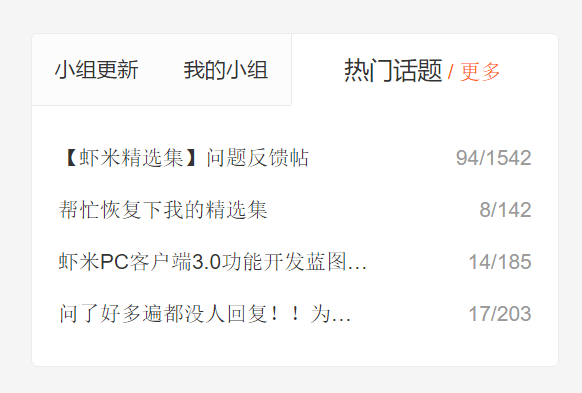 小组更新 我的小组 热门话题 / 更多
【虾米精选集】问题反馈帖 94/1542
帮忙恢复下我的精选集 8/142
虾米PC客户端3.0功能开发蓝图… 14/185
问了好多遍都没人回复！！为… 17/203